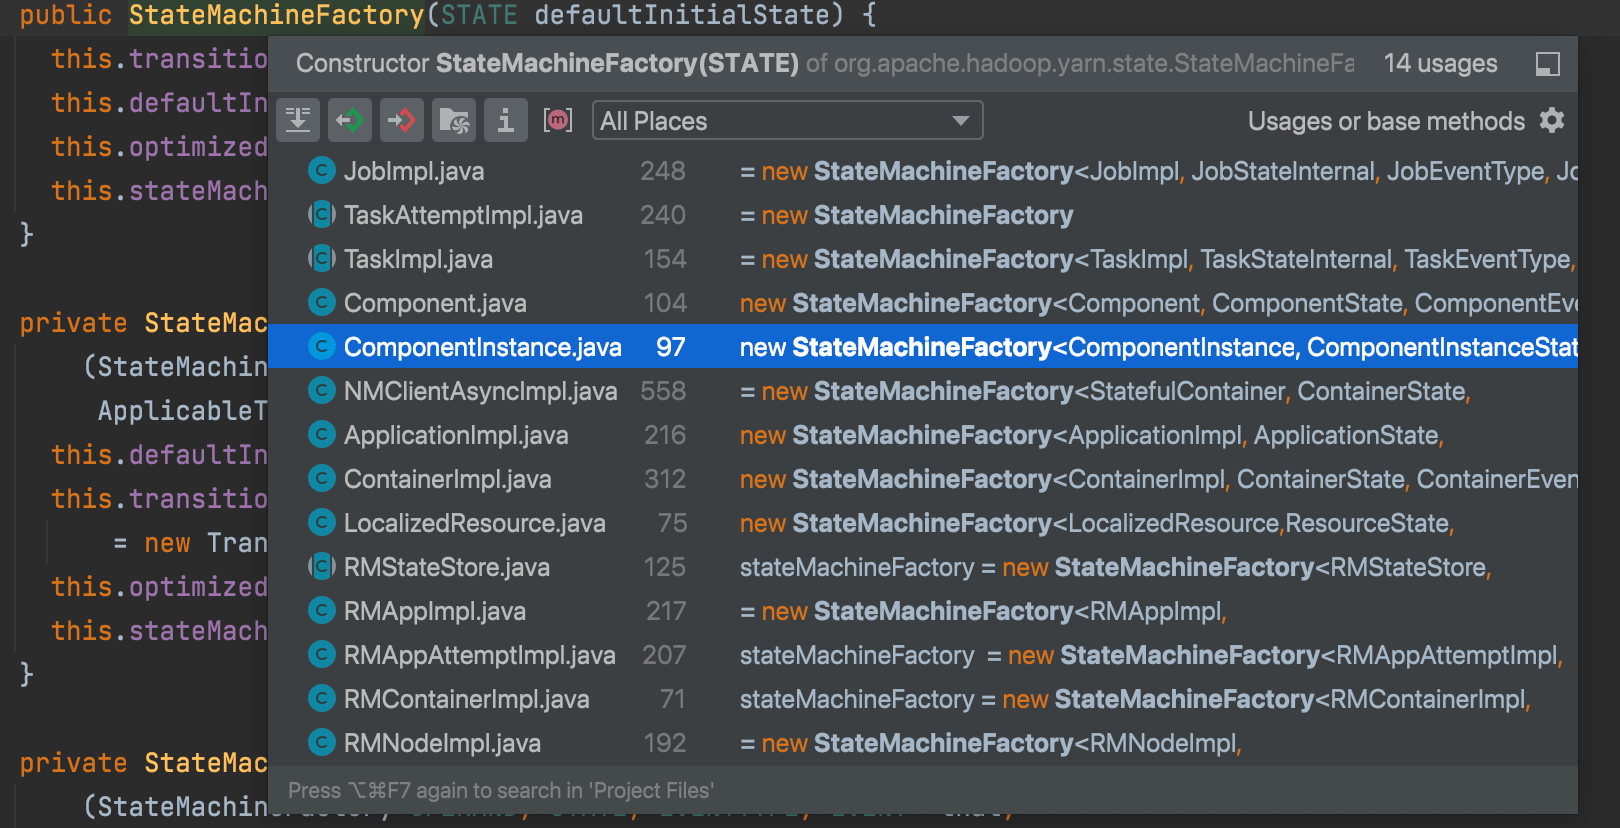 public StateMachineFactory(STATE defaultInitialState) {
this.transitio
this.defaultIn
this.optimized
this.stateMach
}
private StateMac
(StateMachin
ApplicableT
this.defaultIn
this.transitio
= new Tran
this.optimized
this.stateMach
}
private StateMac
(StateMachin
Constructor StateMachineFactory(STATE) of org.apache.hadoop.yarn.state.StateMachineFa 14 usages
All Places Usages or base methods
JobImpl.java 248 = new StateMachineFactory<JobImpl, JobStateInternal, JobEventType, Jo
TaskAttemptImpl.java 240 = new StateMachineFactory
TaskImpl.java 154 = new StateMachineFactory<TaskImpl, TaskStateInternal, TaskEventType,
Component.java 104 new StateMachineFactory<Component, ComponentState, ComponentEve
ComponentInstance.java 97 new StateMachineFactory<ComponentInstance, ComponentInstanceStat
NMClientAsyncImpl.java 558 = new StateMachineFactory<StatefulContainer, ContainerState,
ApplicationImpl.java 216 new StateMachineFactory<ApplicationImpl, ApplicationState,
ContainerImpl.java 312 new StateMachineFactory<ContainerImpl, ContainerState, ContainerEven
LocalizedResource.java 75 new StateMachineFactory<LocalizedResource,ResourceState,
RMStateStore.java 125 stateMachineFactory = new StateMachineFactory<RMStateStore,
RMAppImpl.java 217 = new StateMachineFactory<RMAppImpl,
RMAppAttemptImpl.java 207 stateMachineFactory = new StateMachineFactory<RMAppAttemptImpl,
RMContainerImpl.java 71 stateMachineFactory = new StateMachineFactory<RMContainerImpl,
RMNodeImpl.java 192 = new StateMachineFactory<RMNodeImpl,
Press ⌥⌘F7 again to search in 'Project Files'